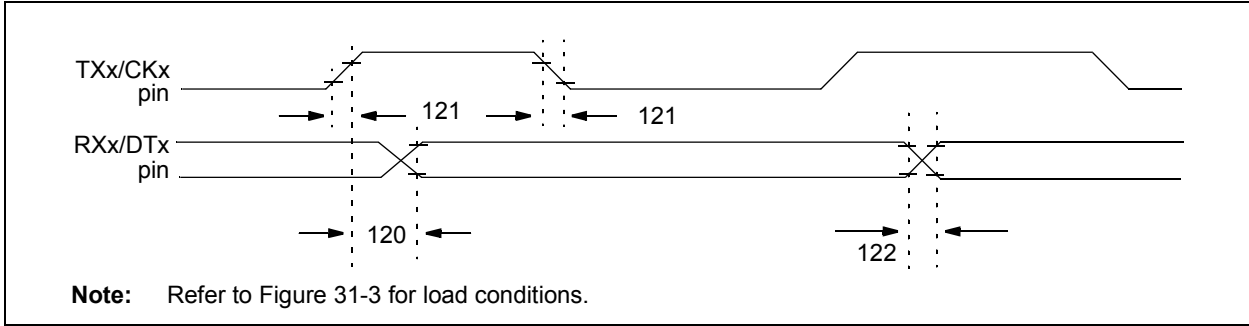 TXx/CKx
pin
121
121
RXx/DTx
pin
120
122
Note: Refer to Figure 31-3 for load conditions.